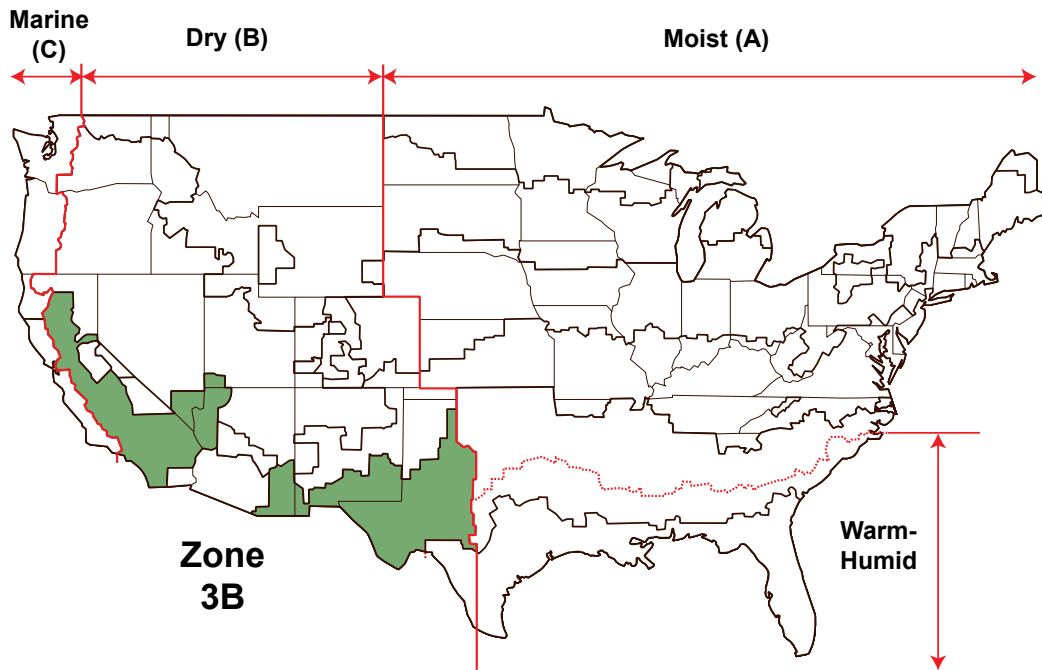 Marine
(C)
Dry (B)
Moist (A)
Zone
3B
Warm-
Humid